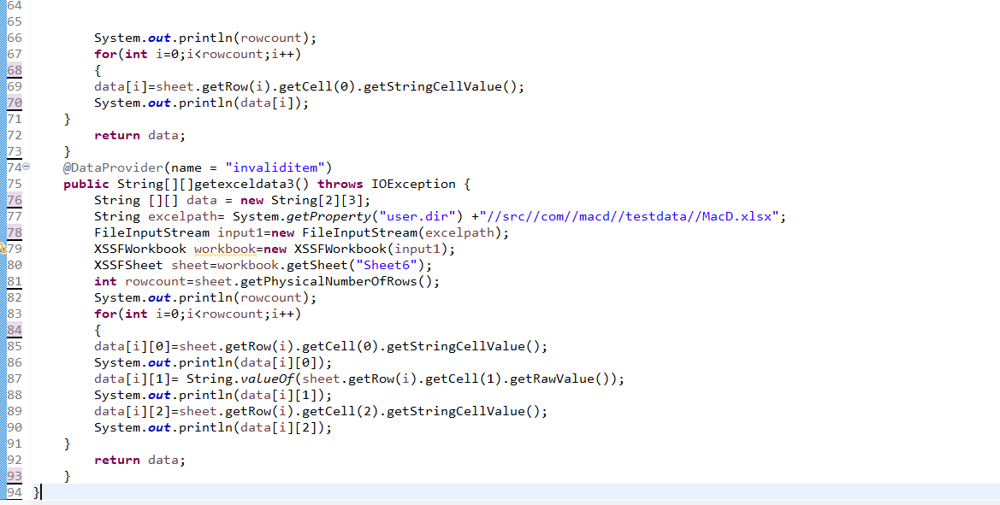 64
65
66 System.out.println(rowcount);
67 for(int i=0;i<rowcount;i++)
68 {
69 data[i]=sheet.getRow(i).getCell(0).getStringCellValue();
70 System.out.println(data[i]);
71 }
72 return data;
73 }
74 @DataProvider(name = "invaliditem")
75 public String[][]getexceldata3() throws IOException {
76 String [][] data = new String[2][3];
77 String excelpath= System.getProperty("user.dir") +"//src//com//macd//testdata//MacD.xlsx";
78 FileInputStream input1=new FileInputStream(excelpath);
79 XSSFWorkbook workbook=new XSSFWorkbook(input1);
80 XSSFSheet sheet=workbook.getSheet("Sheet6");
81 int rowcount=sheet.getPhysicalNumberOfRows();
82 System.out.println(rowcount);
83 for(int i=0;i<rowcount;i++)
84 {
85 data[i][0]=sheet.getRow(i).getCell(0).getStringCellValue();
86 System.out.println(data[i][0]);
87 data[i][1]= String.valueOf(sheet.getRow(i).getCell(1).getRawValue());
88 System.out.println(data[i][1]);
89 data[i][2]=sheet.getRow(i).getCell(2).getStringCellValue();
90 System.out.println(data[i][2]);
91 }
92 return data;
93 }
94 }